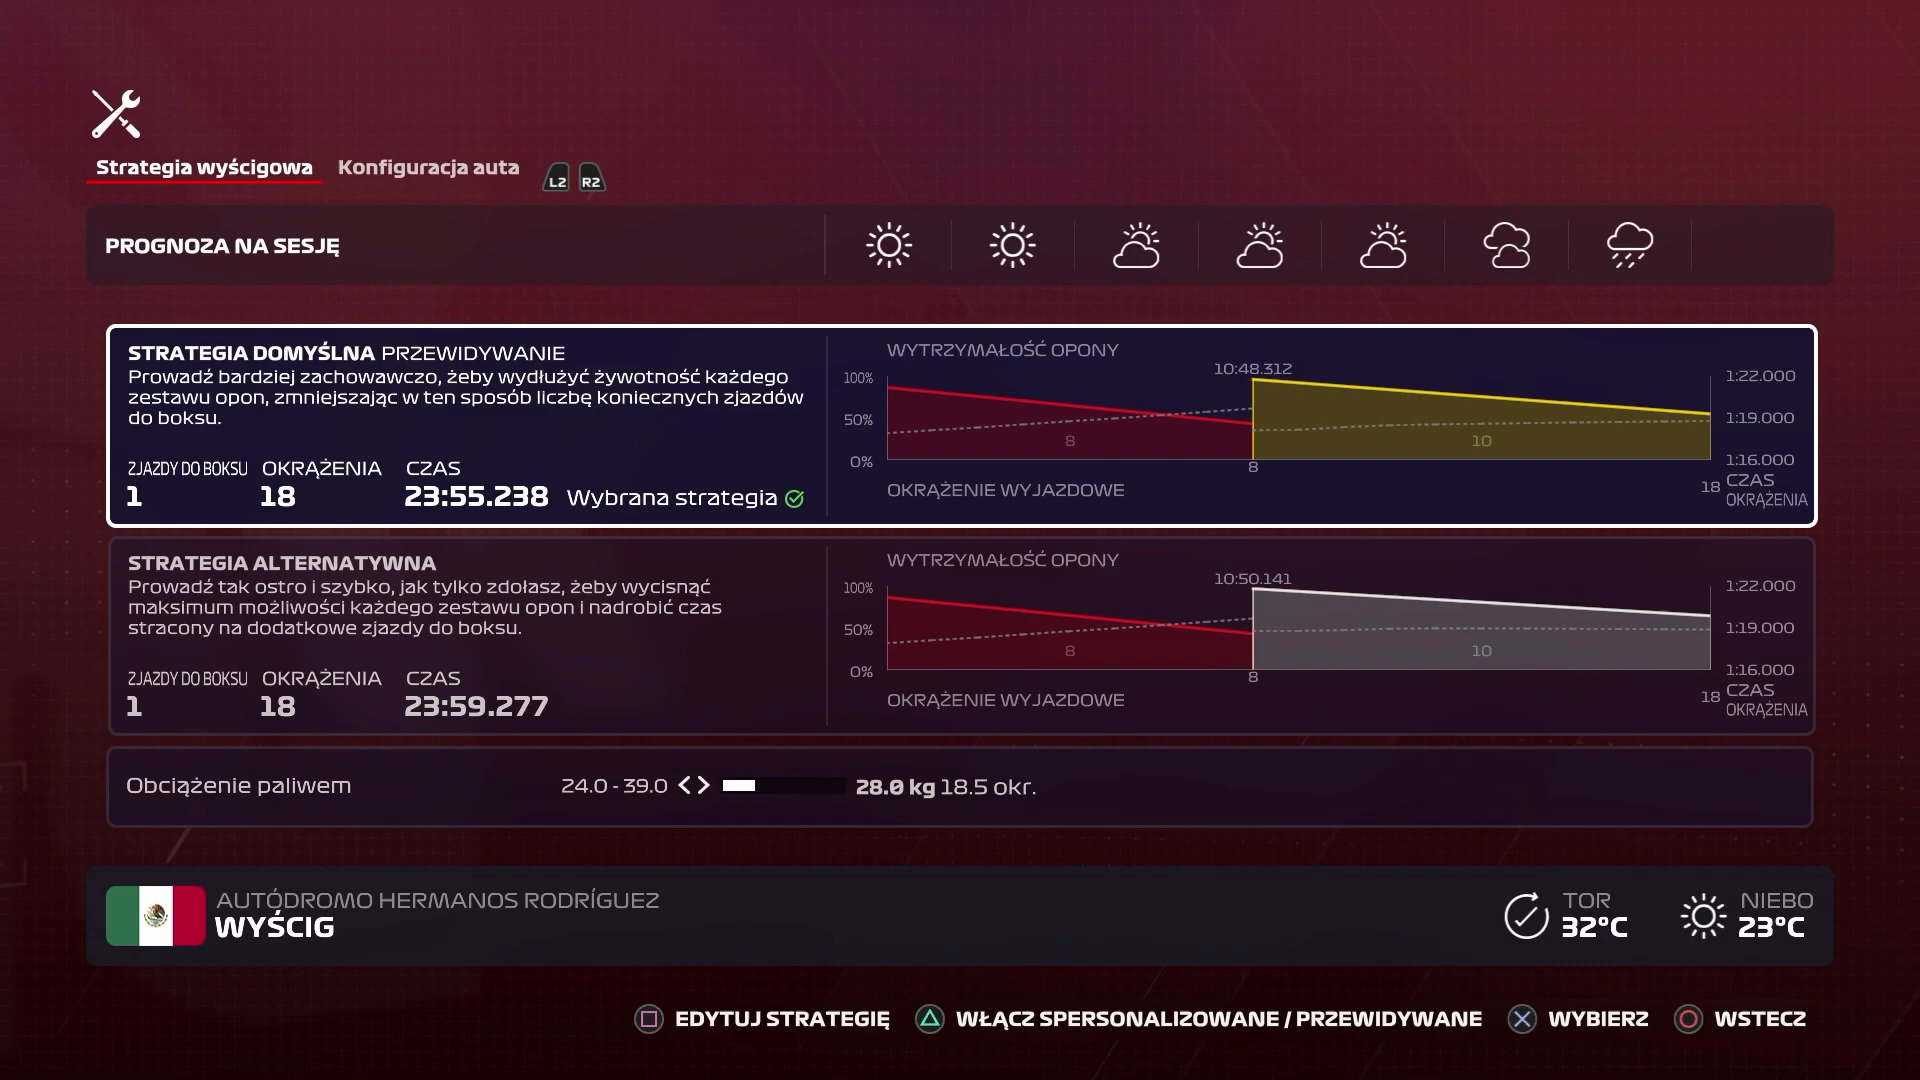 Strategia wyścigowa Konfiguracja auta L2 R2
PROGNOZA NA SESJĘ
STRATEGIA DOMYŚLNA PRZEWIDYWANIE
Prowadź bardziej zachowawczo, żeby wydłużyć żywotność każdego
zestawu opon, zmniejszając w ten sposób liczbę koniecznych zjazdów
do boksu.
ZJAZDY DO BOKSU OKRĄŻENIA CZAS
1 18 23:55.238 Wybrana strategia
WYTRZYMAŁOŚĆ OPONY
10:48.312
100% 1:22.000
50% 1:19.000
8 10
0% 1:16.000
8
OKRĄŻENIE WYJAZDOWE 18 CZAS
OKRĄŻENIA
STRATEGIA ALTERNATYWNA
Prowadź tak ostro i szybko, jak tylko zdołasz, żeby wycisnąć
maksimum możliwości każdego zestawu opon i nadrobić czas
stracony na dodatkowe zjazdy do boksu.
ZJAZDY DO BOKSU OKRĄŻENIA CZAS
1 18 23:59.277
WYTRZYMAŁOŚĆ OPONY
10:50.141
100% 1:22.000
50% 1:19.000
8 10
0% 1:16.000
8
OKRĄŻENIE WYJAZDOWE 18 CZAS
OKRĄŻENIA
Obciążenie paliwem 24.0 - 39.0 28.0 kg 18.5 okr.
AUTÓDROMO HERMANOS RODRÍGUEZ
WYŚCIG
TOR
32°C
NIEBO
23°C
EDYTUJ STRATEGIĘ WŁĄCZ SPERSONALIZOWANE / PRZEWIDYWANE WYBIERZ WSTECZ